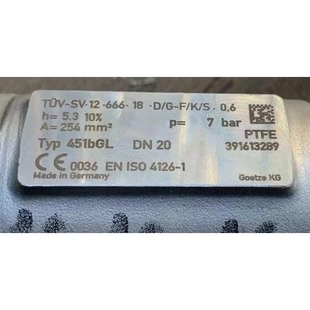 TÜV-SV·12-666·18·D/G-F/K/S·0,6
h= 5,3 10% p= 7 bar
A= 254 mm² PTFE
Typ 451bGL DN 20 391613289
CE 0036 EN ISO 4126-1
Made in Germany Goetze KG